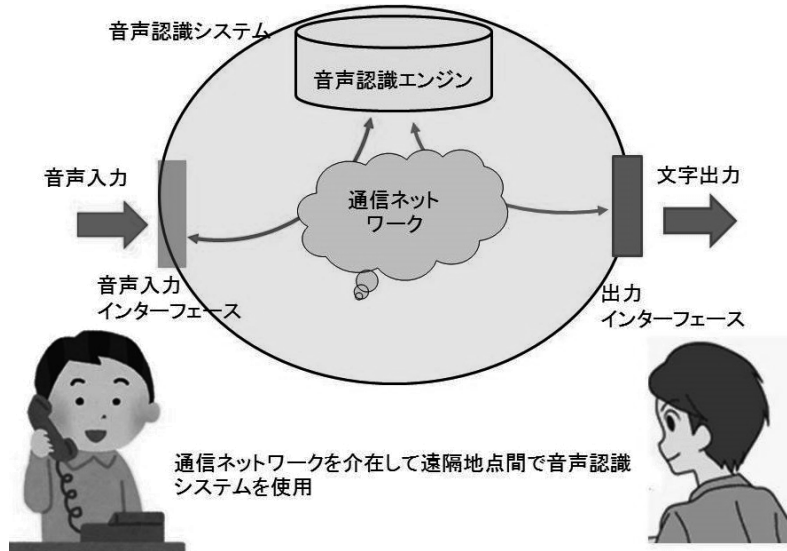 音声認識システム
音声認識エンジン
音声入力
通信ネット
ワーク
文字出力
音声入力
インターフェース
出力
インターフェース
通信ネットワークを介在して遠隔地点間で音声認識
システムを使用